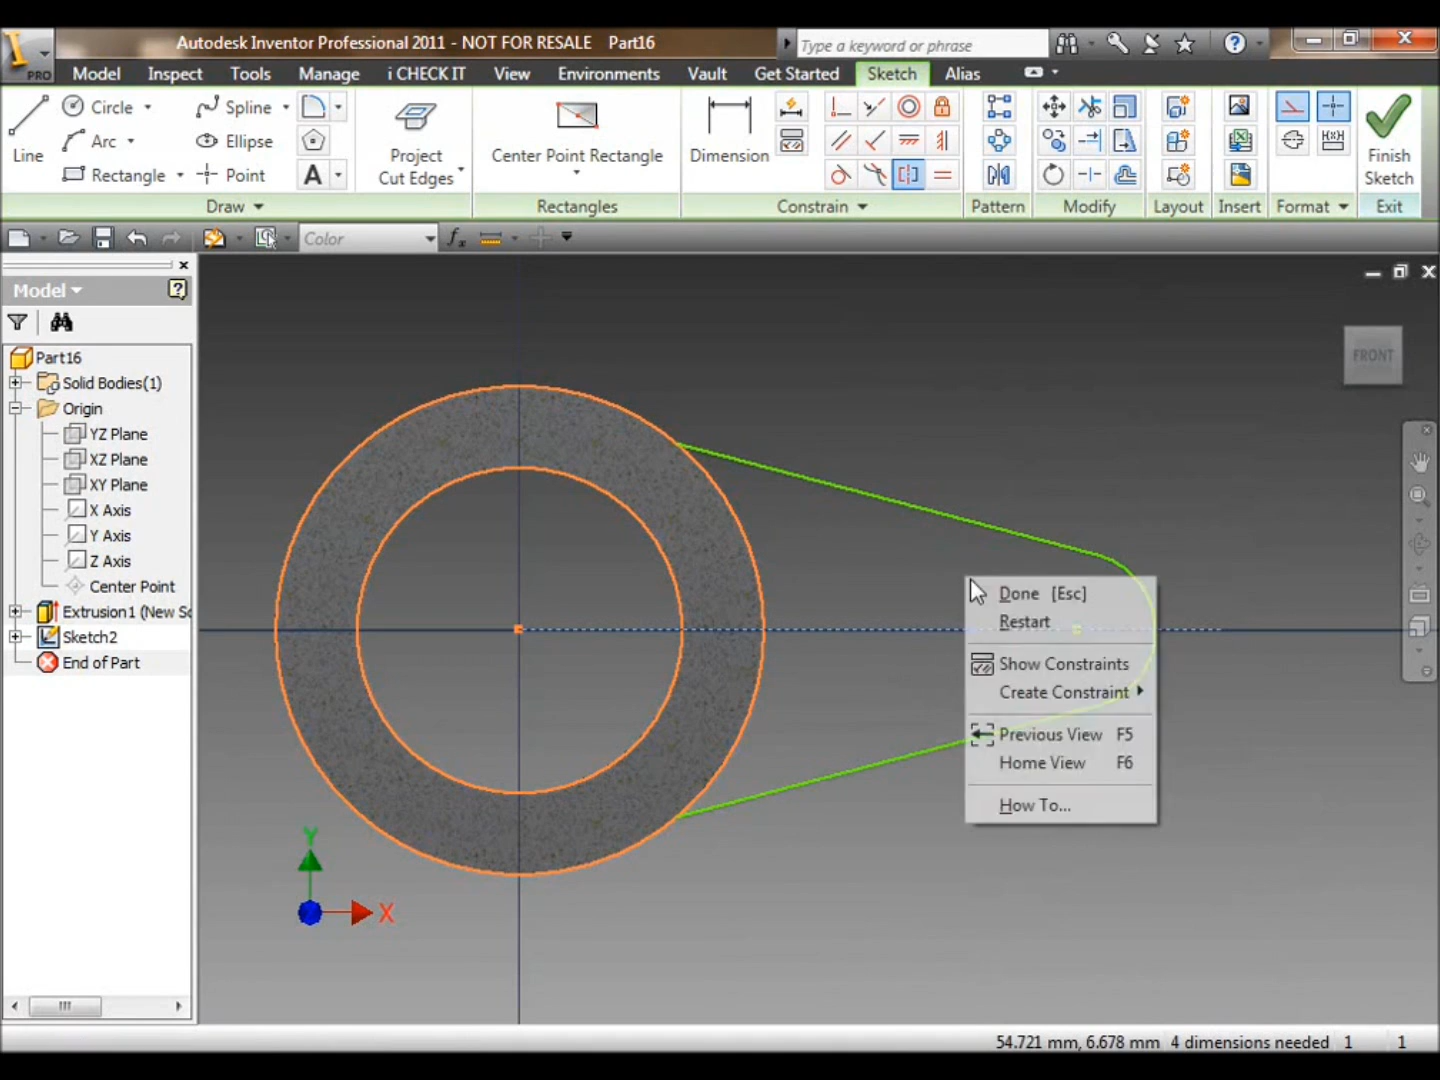 Autodesk Inventor Professional 2011 - NOT FOR RESALE Part16
Type a keyword or phrase
PRO
Model Inspect Tools Manage i CHECK IT View Environments Vault Get Started Sketch Alias
Line
Circle
Arc
Rectangle
Spline
Ellipse
Point
A
Project
Cut Edges
Center Point Rectangle
Dimension
Finish
Sketch
Draw Rectangles Constrain Pattern Modify Layout Insert Format Exit
Color
fx
Model
Part16
Solid Bodies(1)
Origin
YZ Plane
XZ Plane
XY Plane
X Axis
Y Axis
Z Axis
Center Point
Extrusion1 (New So
Sketch2
End of Part
FRONT
Done [Esc]
Restart
Show Constraints
Create Constraint
Previous View F5
Home View F6
How To...
Y
X
54.721 mm, 6.678 mm 4 dimensions needed 1 1